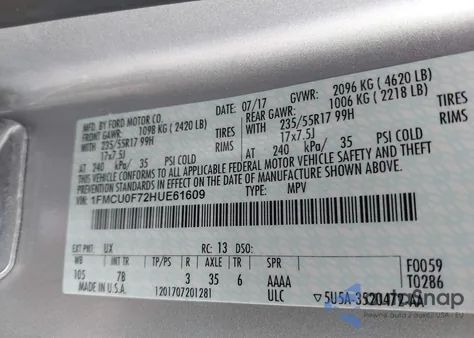 MFD. BY FORD MOTOR CO.
DATE: 07/17 GVWR: 2096 KG (4620 LB)
FRONT GAWR: 1098 KG (2420 LB) REAR GAWR: 1006 KG (2218 LB)
WITH 235/55R17 99H TIRES WITH 235/55R17 99H TIRES
17x7.5J RIMS 17x7.5J RIMS
AT 240 kPa/ 35 PSI COLD AT 240 kPa/ 35 PSI COLD
THIS VEHICLE CONFORMS TO ALL APPLICABLE FEDERAL MOTOR VEHICLE SAFETY AND THEFT
PREVENTION STANDARDS IN EFFECT ON THE DATE OF MANUFACTURE SHOWN ABOVE.
VIN: 1FMCU0F72HUE61609 TYPE: MPV
EXT PNT: UX RC: 13 DSO:
WB INT TR TP/PS R AXLE TR SPR F0059
105 7B 3 35 6 AAAA T0286
1201707201281 ULC 5U5A-3520472-AA
DataSnap